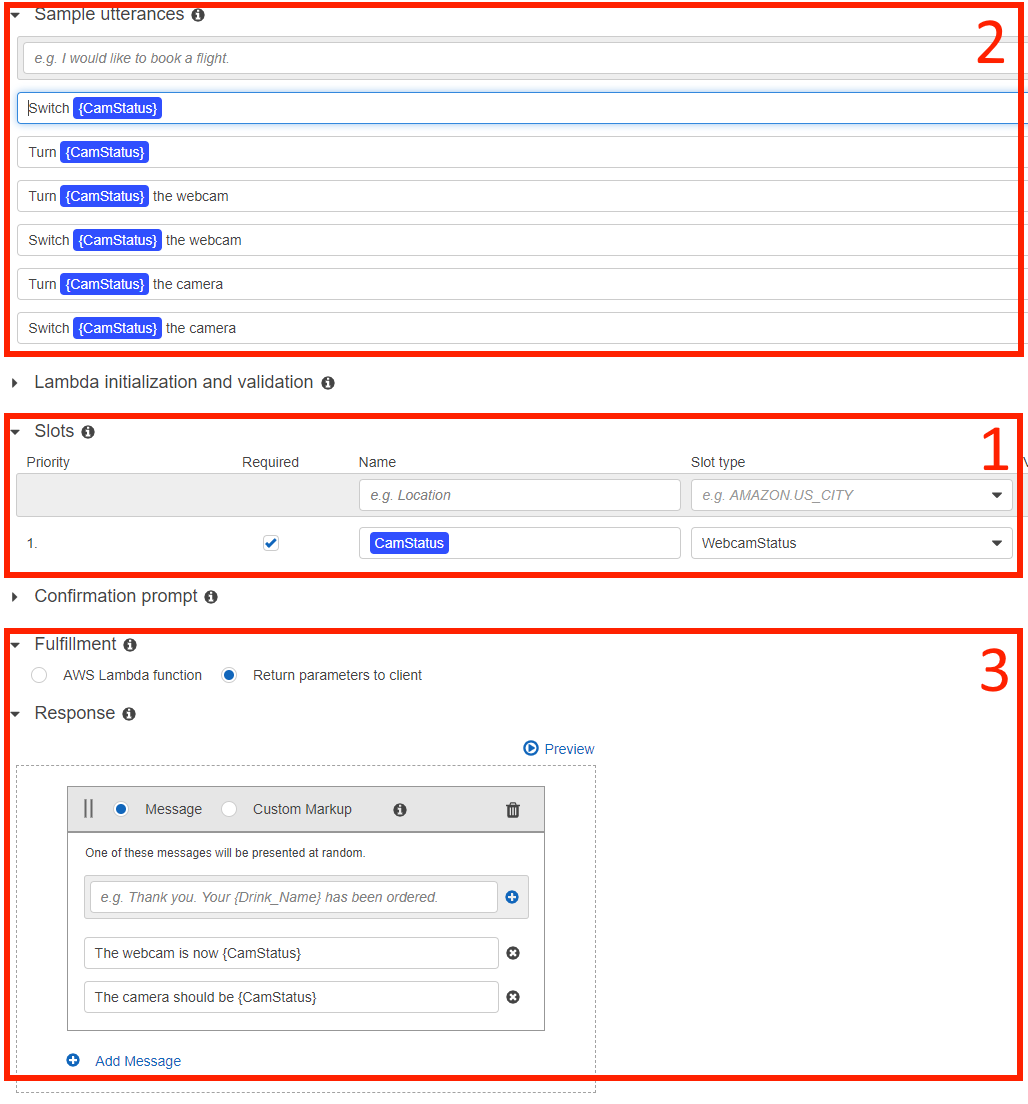 Sample utterances
2
e.g. I would like to book a flight.
Switch {CamStatus}
Turn {CamStatus}
Turn {CamStatus} the webcam
Switch {CamStatus} the webcam
Turn {CamStatus} the camera
Switch {CamStatus} the camera
Lambda initialization and validation
Slots
1
Priority Required Name Slot type
e.g. Location e.g. AMAZON.US_CITY
1. CamStatus WebcamStatus
Confirmation prompt
Fulfillment
3
AWS Lambda function Return parameters to client
Response
Preview
Message Custom Markup
One of these messages will be presented at random.
e.g. Thank you. Your {Drink_Name} has been ordered.
The webcam is now {CamStatus}
The camera should be {CamStatus}
Add Message